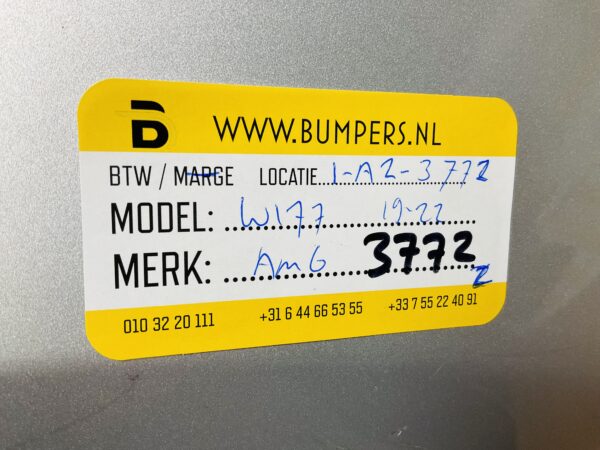 B WWW.BUMPERS.NL
BTW / MARGE LOCATIE...1-A2-3772
MODEL: W177 19-22
MERK: AMG 3772
2
010 32 20 111 +31 6 44 66 53 55 +33 7 55 22 40 91